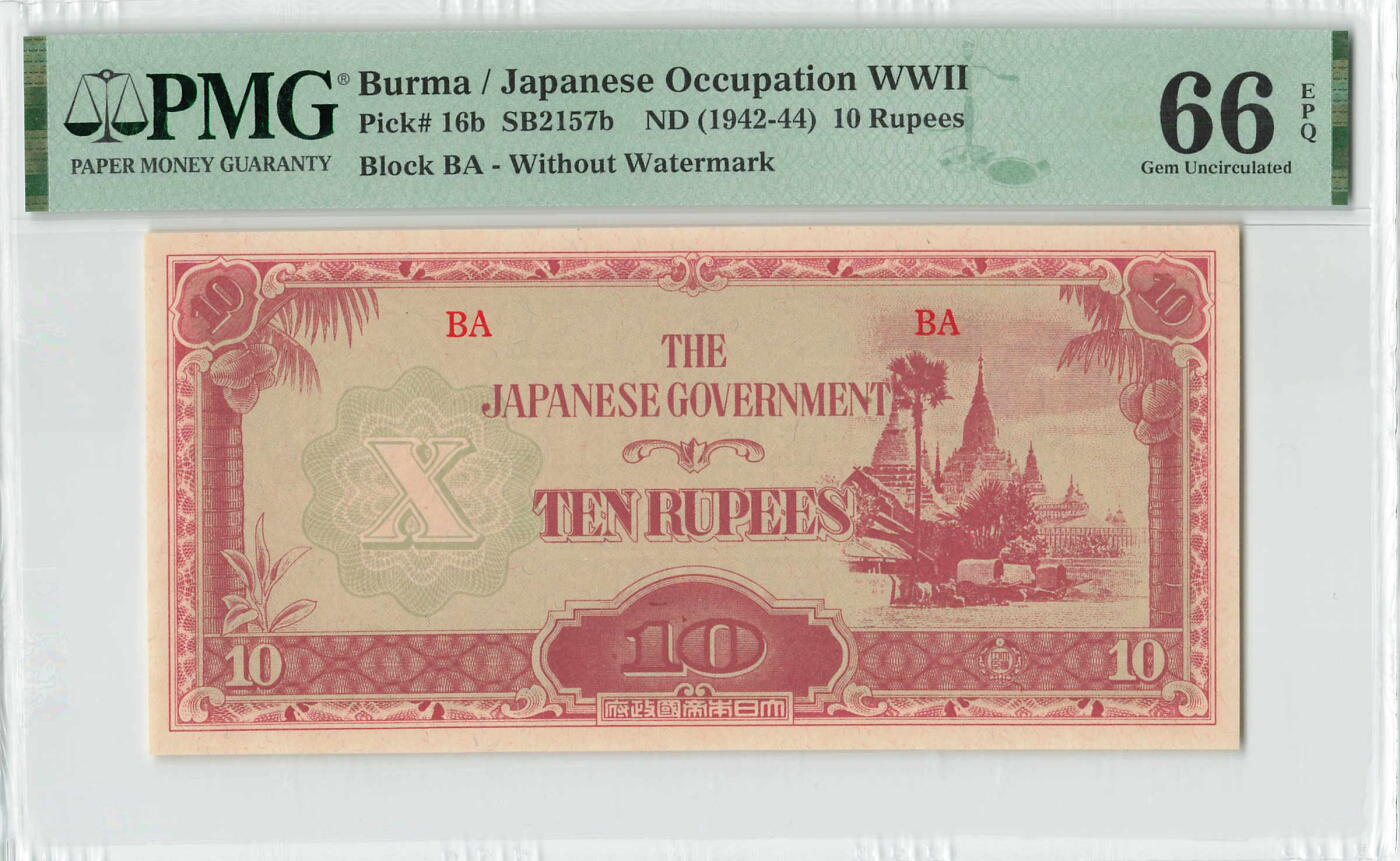 PMG®
PAPER MONEY GUARANTY
Burma / Japanese Occupation WWII
Pick# 16b SB2157b ND (1942-44) 10 Rupees
Block BA - Without Watermark
66 EPQ
Gem Uncirculated
10 10
BA BA
THE
JAPANESE GOVERNMENT
X
TEN RUPEES
10 10 10
府政國帝本日大